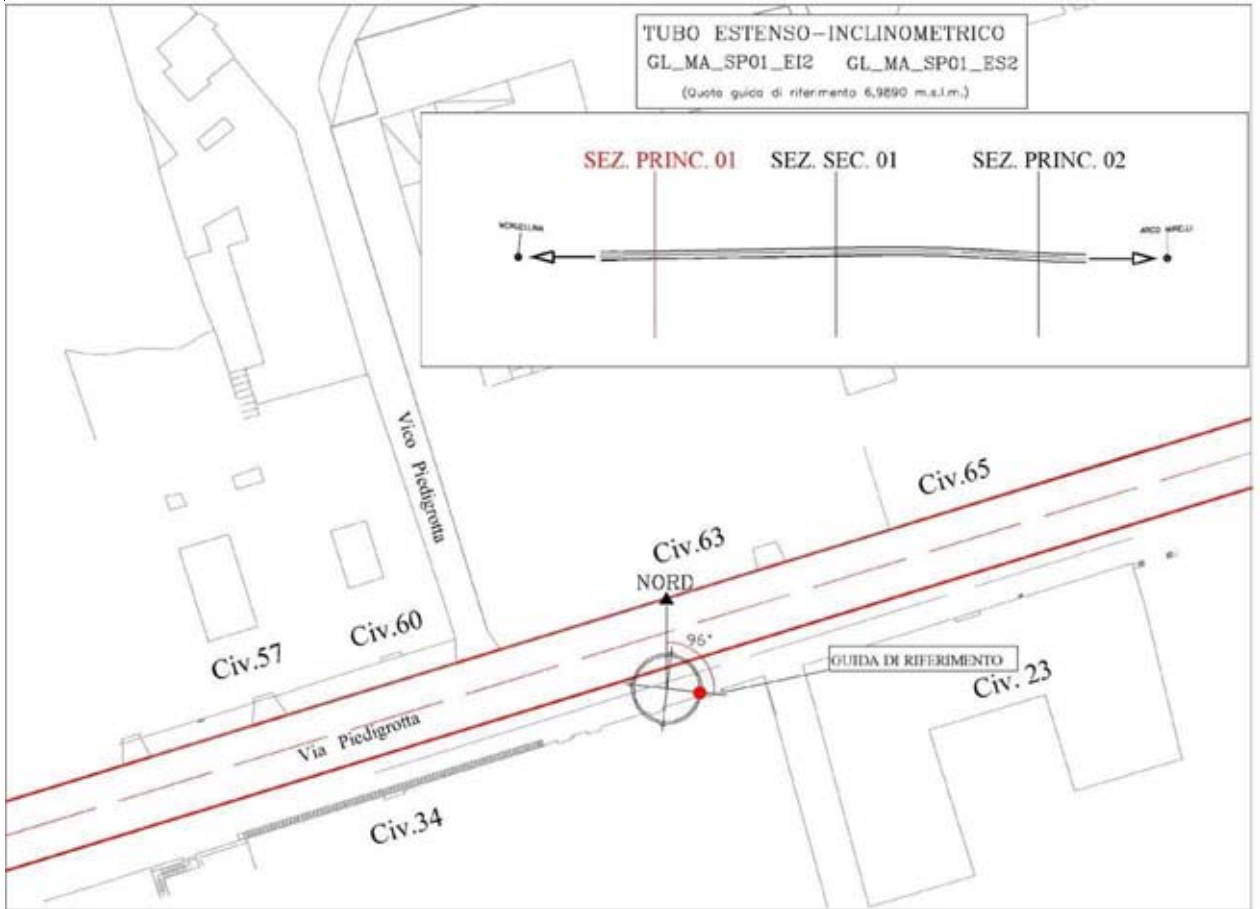 TUBO ESTENSO-INCLINOMETRICO
GL_MA_SP01_EI2 GL_MA_SP01_ES2
(Quota guida di riferimento 6,9890 m.s.l.m.)
SEZ. PRINC. 01 SEZ. SEC. 01 SEZ. PRINC. 02
MERGELLINA
ARCO MIRELLI
Vico Piedigrotta
Civ.65
Civ.63
NORD
96°
Civ.60
Civ.57
GUIDA DI RIFERIMENTO
Civ. 23
Via Piedigrotta
Civ.34